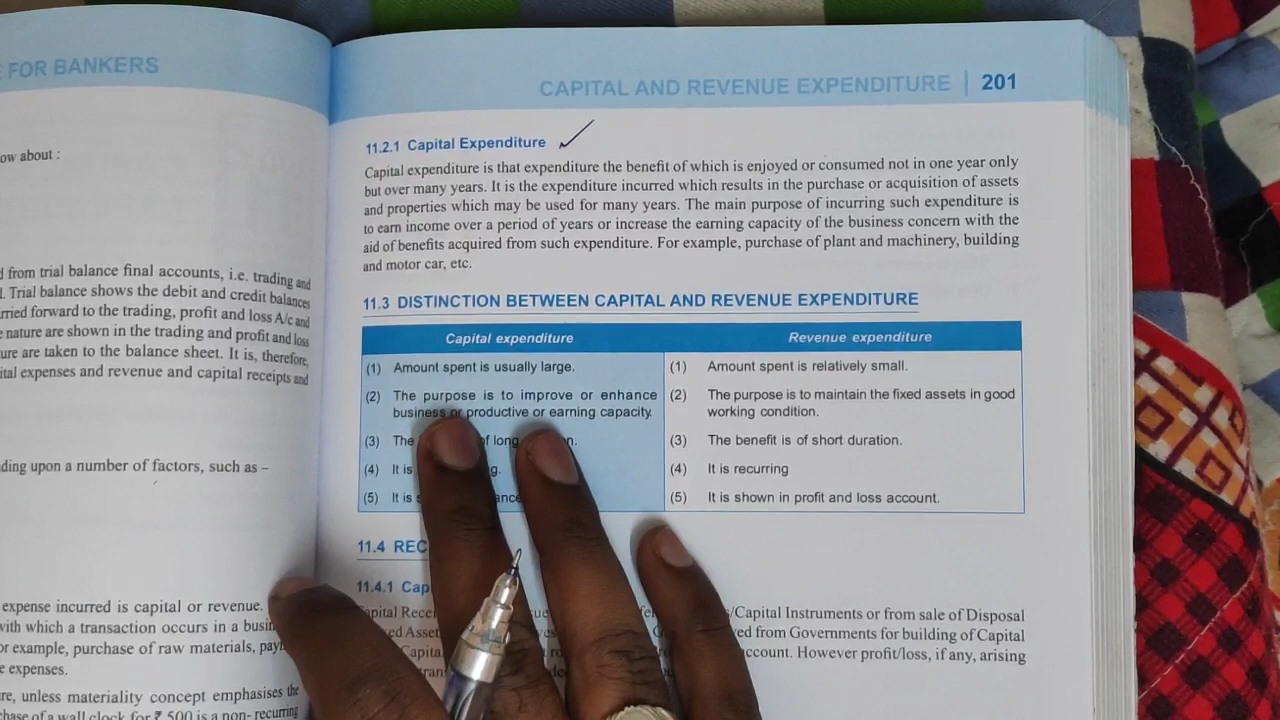 FOR BANKERS
ow about :
d from trial balance final accounts, i.e. trading and
l. Trial balance shows the debit and credit balances
rried forward to the trading, profit and loss A/c and
e nature are shown in the trading and profit and loss
ure are taken to the balance sheet. It is, therefore,
ital expenses and revenue and capital receipts and
ding upon a number of factors, such as –
expense incurred is capital or revenue.
with which a transaction occurs in a
or example, purchase of raw materials,
e expenses.
re, unless materiality concept emphasises the
chase of a wall clock for ₹ 500 is a non- recurring
CAPITAL AND REVENUE EXPENDITURE | 201
11.2.1 Capital Expenditure
Capital expenditure is that expenditure the benefit of which is enjoyed or consumed not in one year only
but over many years. It is the expenditure incurred which results in the purchase or acquisition of assets
and properties which may be used for many years. The main purpose of incurring such expenditure is
to earn income over a period of years or increase the earning capacity of the business concern with the
aid of benefits acquired from such expenditure. For example, purchase of plant and machinery, building
and motor car, etc.
11.3 DISTINCTION BETWEEN CAPITAL AND REVENUE EXPENDITURE
Capital expenditure Revenue expenditure
(1) Amount spent is usually large. (1) Amount spent is relatively small.
(2) The purpose is to improve or enhance (2) The purpose is to maintain the fixed assets in good
business or productive or earning capacity. working condition.
(3) The of long (3) The benefit is of short duration.
(4) It is (4) It is recurring
(5) It is (5) It is shown in profit and loss account.
11.4 REC
11.4.1 Cap
/Capital Instruments or from sale of Disposal
ed from Governments for building of Capital
ccount. However profit/loss, if any, arising